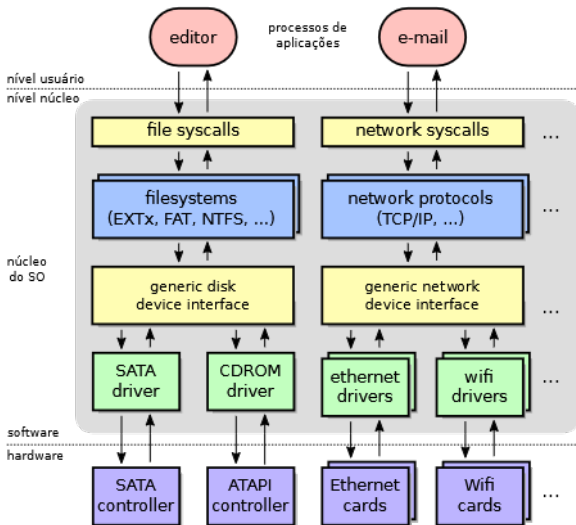 editor
processos de
aplicações
e-mail
nível usuário
nível núcleo
file syscalls
network syscalls
...
filesystems
(EXTx, FAT, NTFS, ...)
network protocols
(TCP/IP, ...)
...
núcleo
do SO
generic disk
device interface
generic network
device interface
...
SATA
driver
CDROM
driver
ethernet
drivers
wifi
drivers
...
software
hardware
SATA
controller
ATAPI
controller
Ethernet
cards
Wifi
cards
...